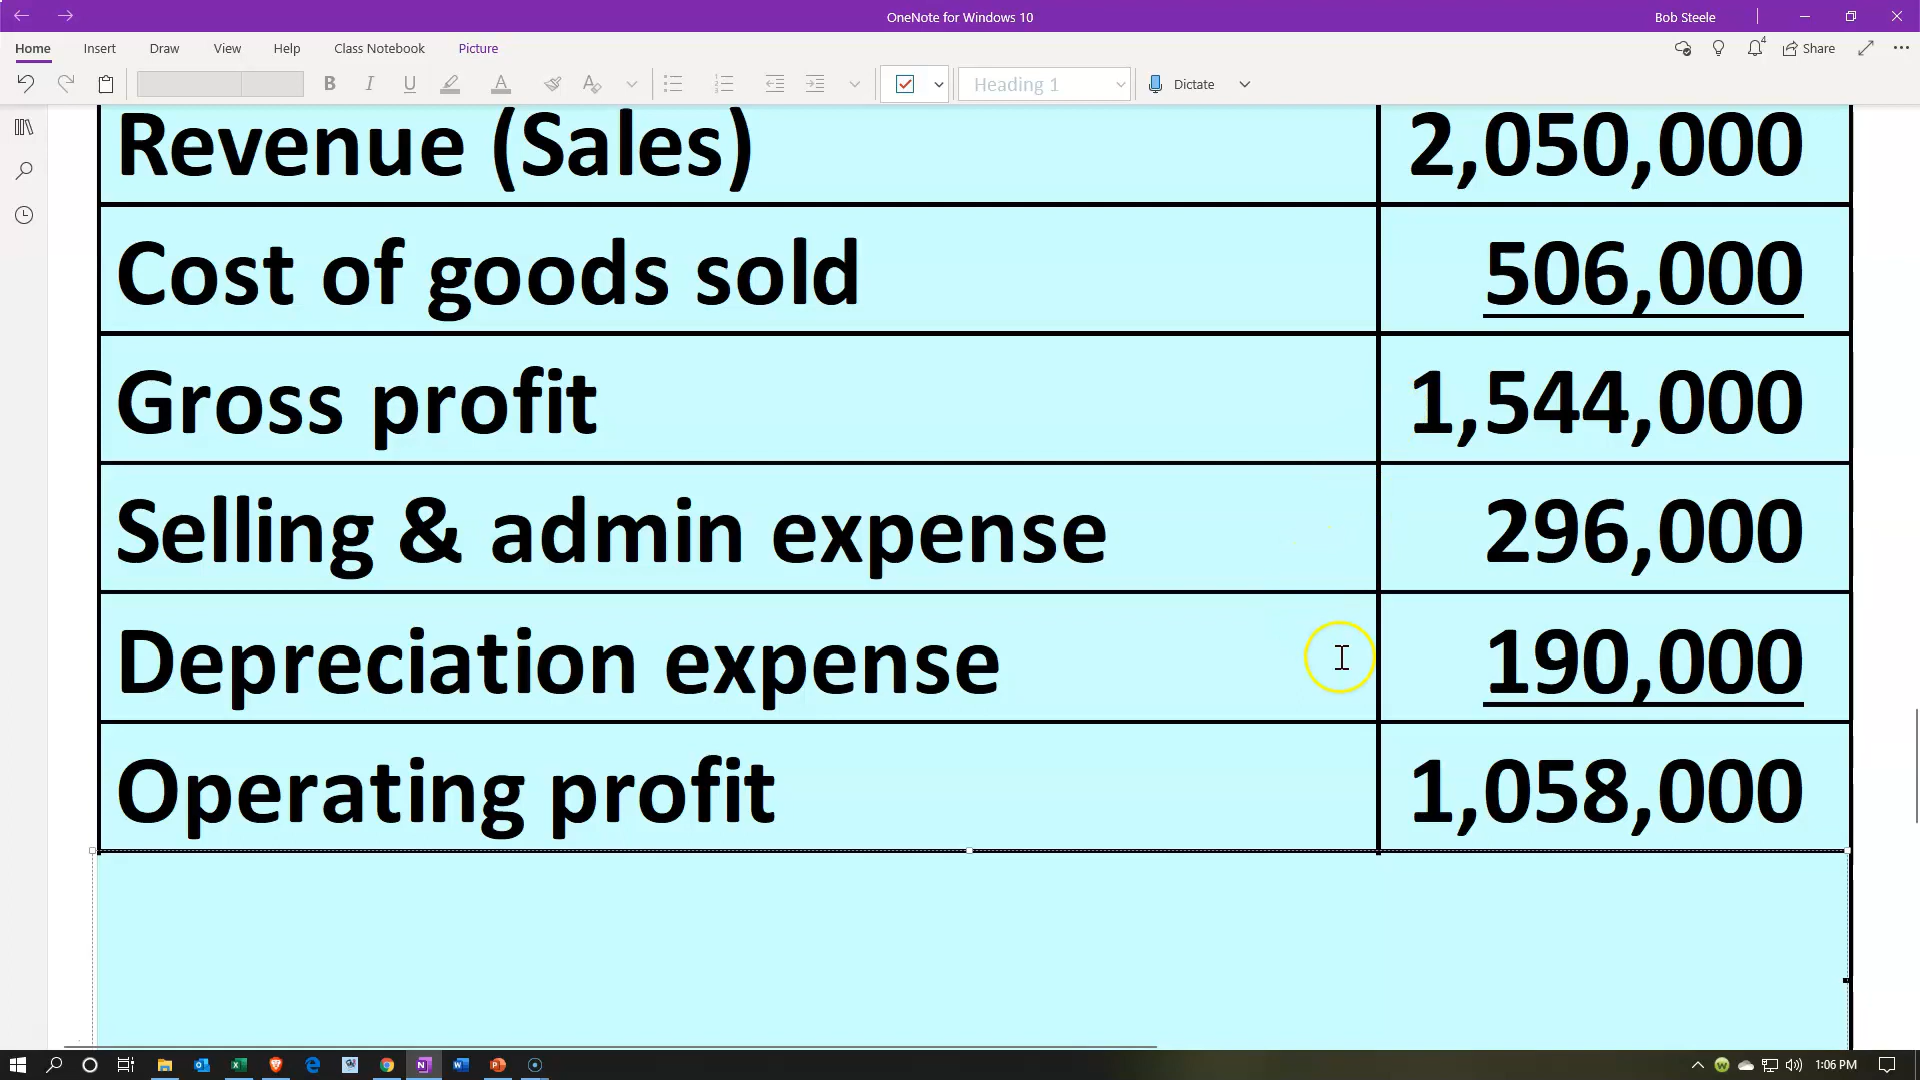 OneNote for Windows 10
Bob Steele
Home Insert Draw View Help Class Notebook Picture
4
Share
B I U A A
Heading 1
Dictate
Revenue (Sales) 2,050,000
Cost of goods sold 506,000
Gross profit 1,544,000
Selling & admin expense 296,000
Depreciation expense 190,000
Operating profit 1,058,000
1:06 PM